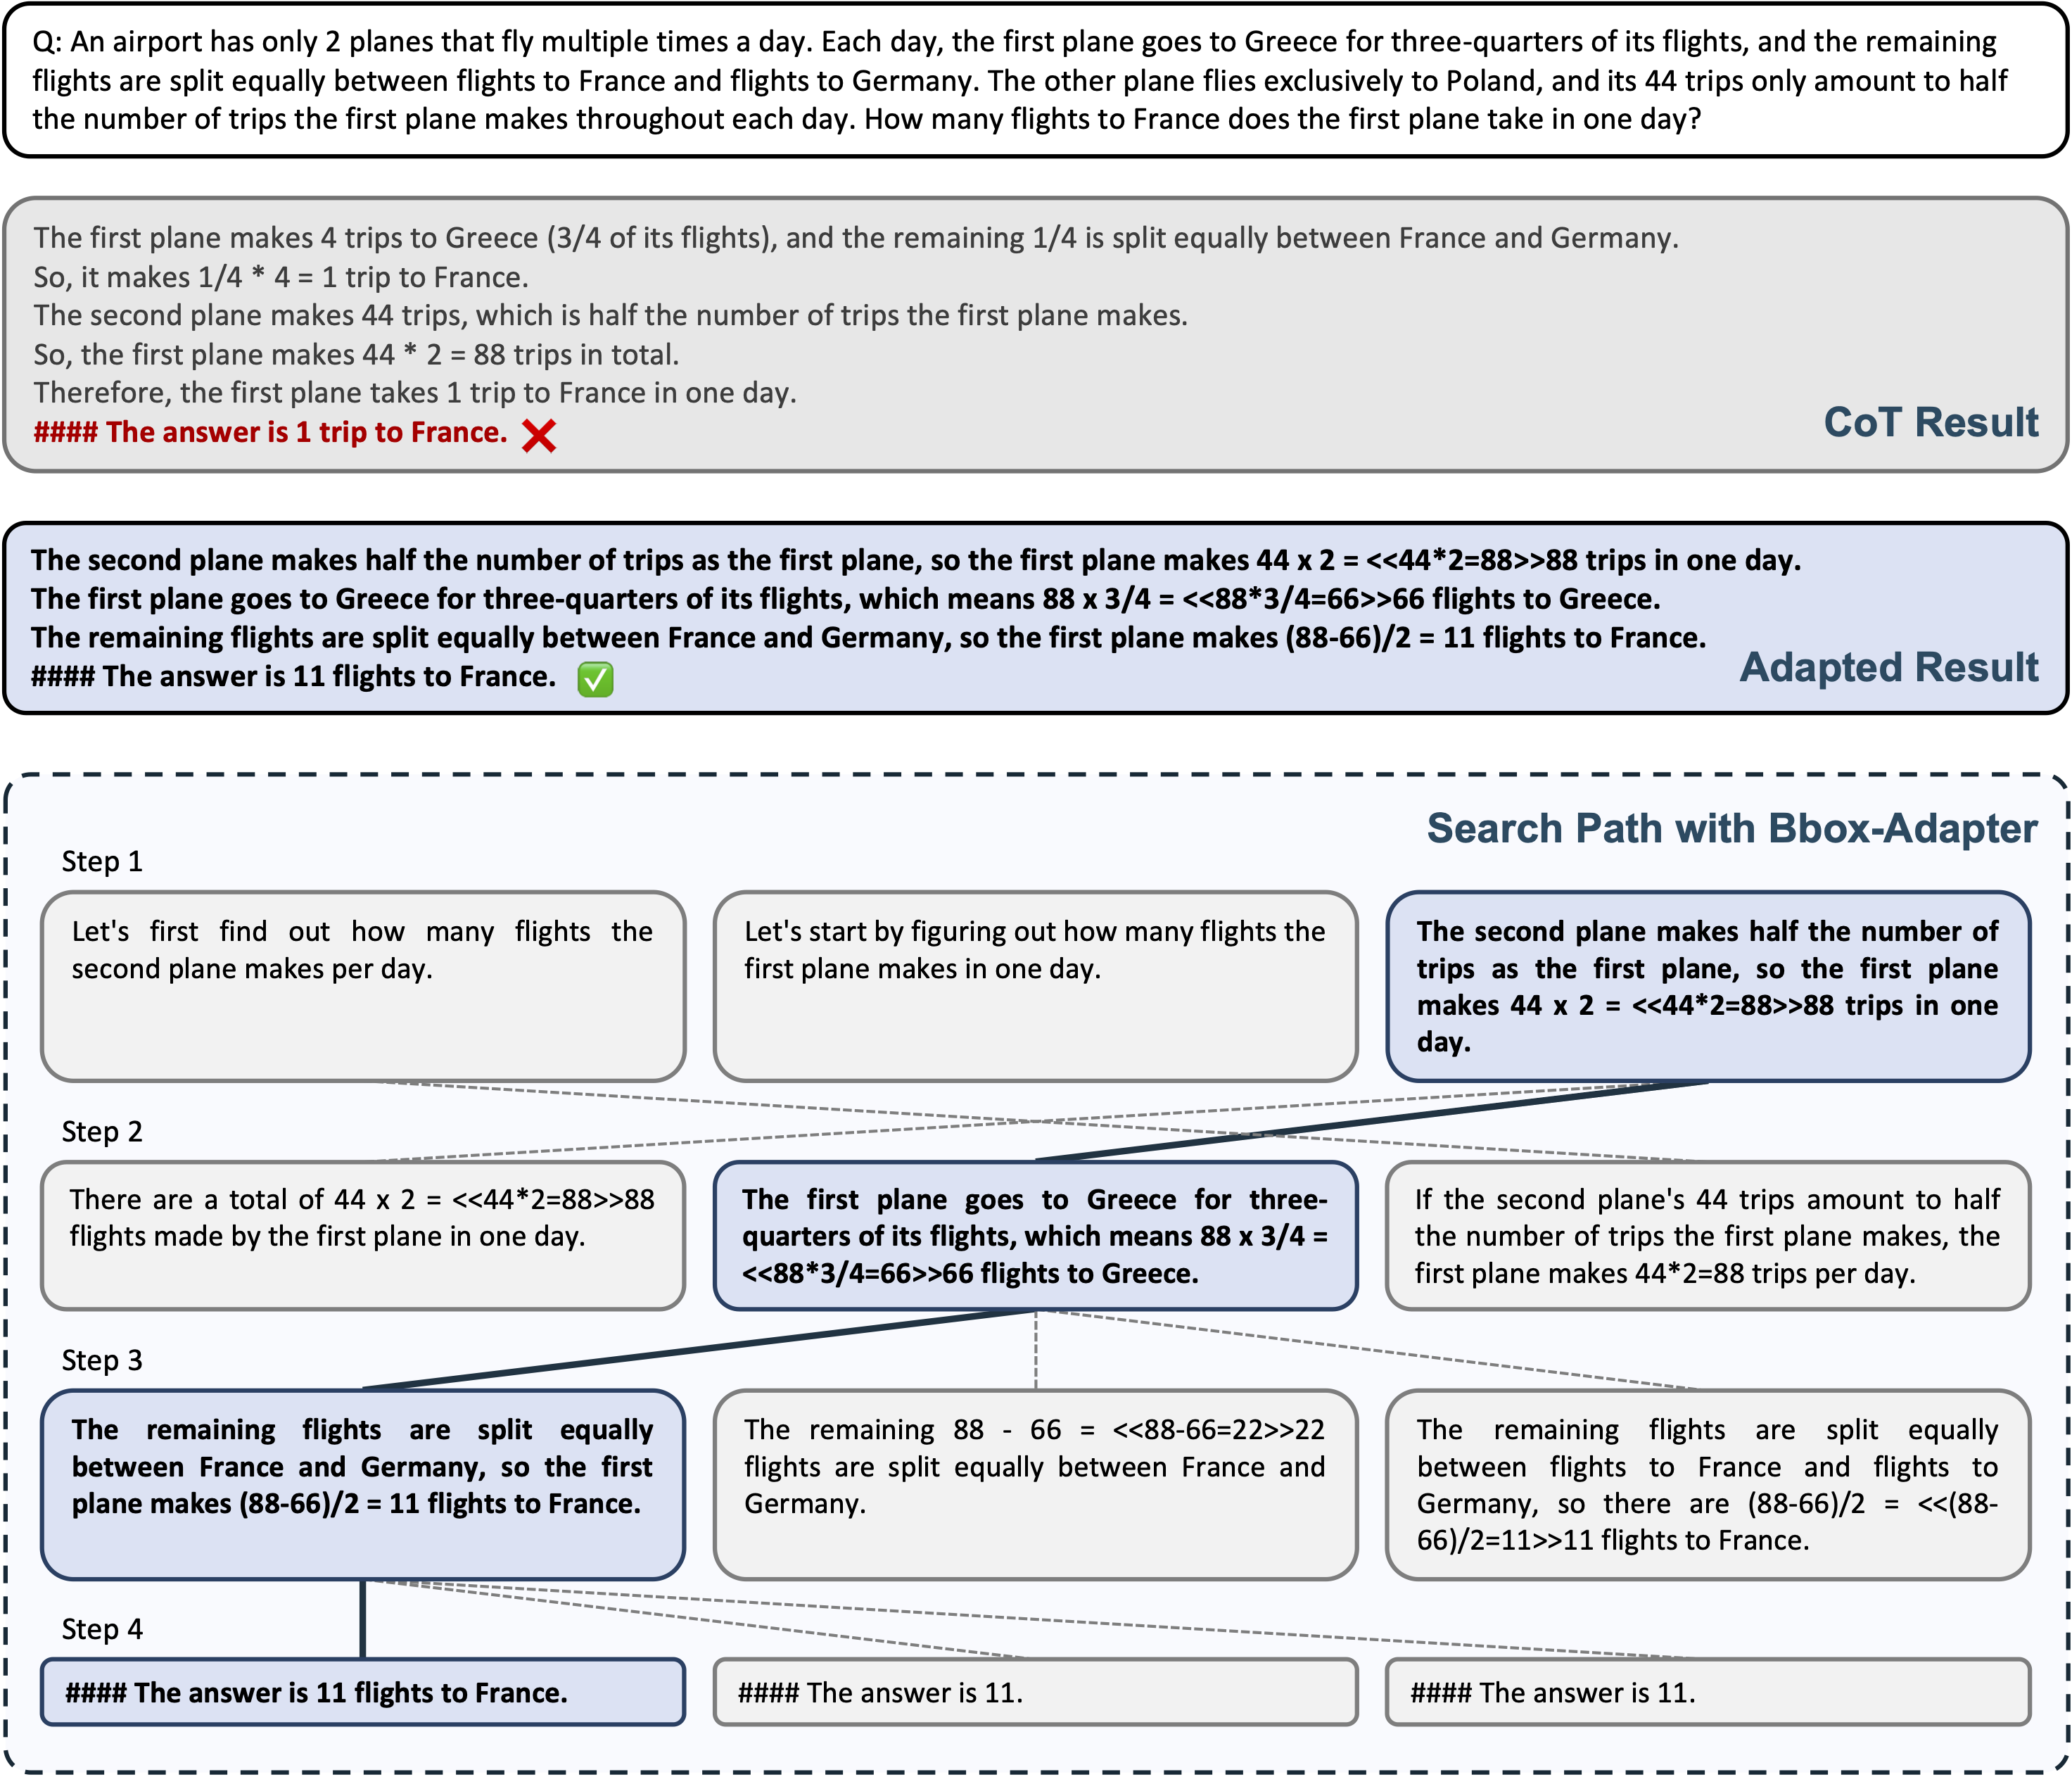 Q: An airport has only 2 planes that fly multiple times a day. Each day, the first plane goes to Greece for three-quarters of its flights, and the remaining
flights are split equally between flights to France and flights to Germany. The other plane flies exclusively to Poland, and its 44 trips only amount to half
the number of trips the first plane makes throughout each day. How many flights to France does the first plane take in one day?
The first plane makes 4 trips to Greece (3/4 of its flights), and the remaining 1/4 is split equally between France and Germany.
So, it makes 1/4 * 4 = 1 trip to France.
The second plane makes 44 trips, which is half the number of trips the first plane makes.
So, the first plane makes 44 * 2 = 88 trips in total.
Therefore, the first plane takes 1 trip to France in one day.
#### The answer is 1 trip to France.
CoT Result
The second plane makes half the number of trips as the first plane, so the first plane makes 44 x 2 = <<44*2=88>>88 trips in one day.
The first plane goes to Greece for three-quarters of its flights, which means 88 x 3/4 = <<88*3/4=66>>66 flights to Greece.
The remaining flights are split equally between France and Germany, so the first plane makes (88-66)/2 = 11 flights to France.
#### The answer is 11 flights to France.
Adapted Result
Search Path with Bbox-Adapter
Step 1
Let's first find out how many flights the
second plane makes per day.
Let's start by figuring out how many flights the
first plane makes in one day.
The second plane makes half the number of
trips as the first plane, so the first plane
makes 44 x 2 = <<44*2=88>>88 trips in one
day.
Step 2
There are a total of 44 x 2 = <<44*2=88>>88
flights made by the first plane in one day.
The first plane goes to Greece for three-
quarters of its flights, which means 88 x 3/4 =
<<88*3/4=66>>66 flights to Greece.
If the second plane's 44 trips amount to half
the number of trips the first plane makes, the
first plane makes 44*2=88 trips per day.
Step 3
The remaining flights are split equally
between France and Germany, so the first
plane makes (88-66)/2 = 11 flights to France.
The remaining 88 - 66 = <<88-66=22>>22
flights are split equally between France and
Germany.
The remaining flights are split equally
between flights to France and flights to
Germany, so there are (88-66)/2 = <<(88-
66)/2=11>>11 flights to France.
Step 4
#### The answer is 11 flights to France.
#### The answer is 11.
#### The answer is 11.